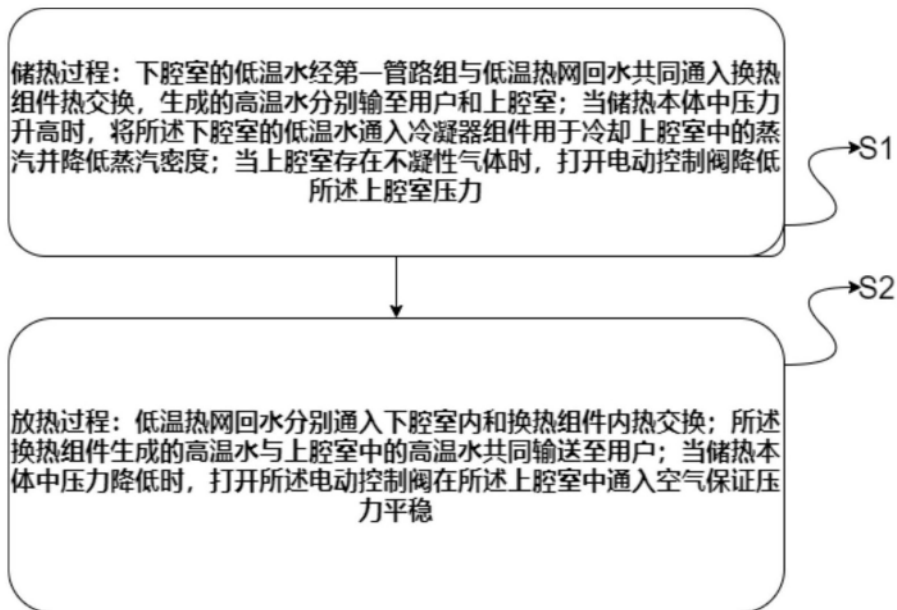 储热过程：下腔室的低温水经第一管路组与低温热网回水共同通入换热
组件热交换，生成的高温水分别输至用户和上腔室；当储热本体中压力
升高时，将所述下腔室的低温水通入冷凝器组件用于冷却上腔室中的蒸
汽并降低蒸汽密度；当上腔室存在不凝性气体时，打开电动控制阀降低
所述上腔室压力
S1
S2
放热过程：低温热网回水分别通入下腔室内和换热组件内热交换；所述
换热组件生成的高温水与上腔室中的高温水共同输送至用户；当储热本
体中压力降低时，打开所述电动控制阀在所述上腔室中通入空气保证压
力平稳